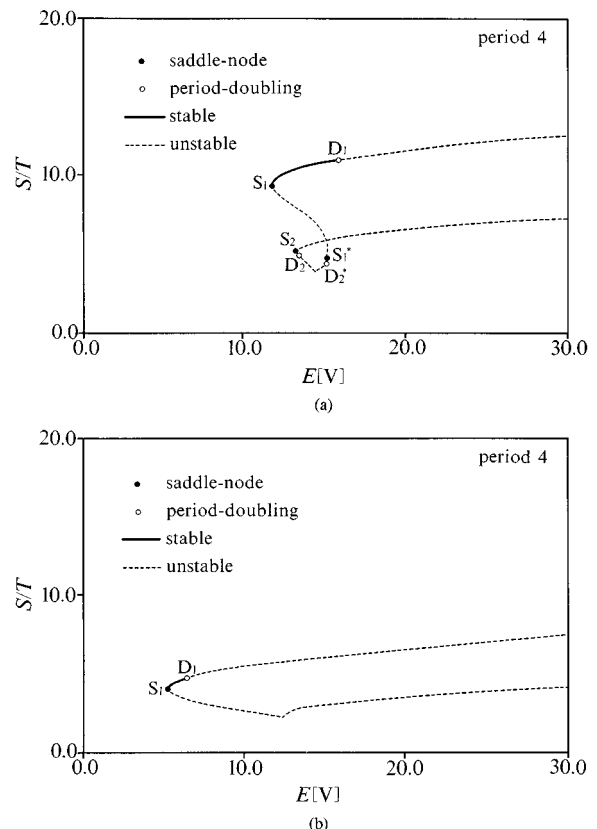 20.0
period 4
saddle-node
period-doubling
stable
unstable
S/T
10.0
D1
S1
S2
D2
S1*
D2*
0.0
0.0 10.0 20.0 30.0
E[V]
(a)
20.0
period 4
saddle-node
period-doubling
stable
unstable
S/T
10.0
D1
S1
0.0
0.0 10.0 20.0 30.0
E[V]
(b)